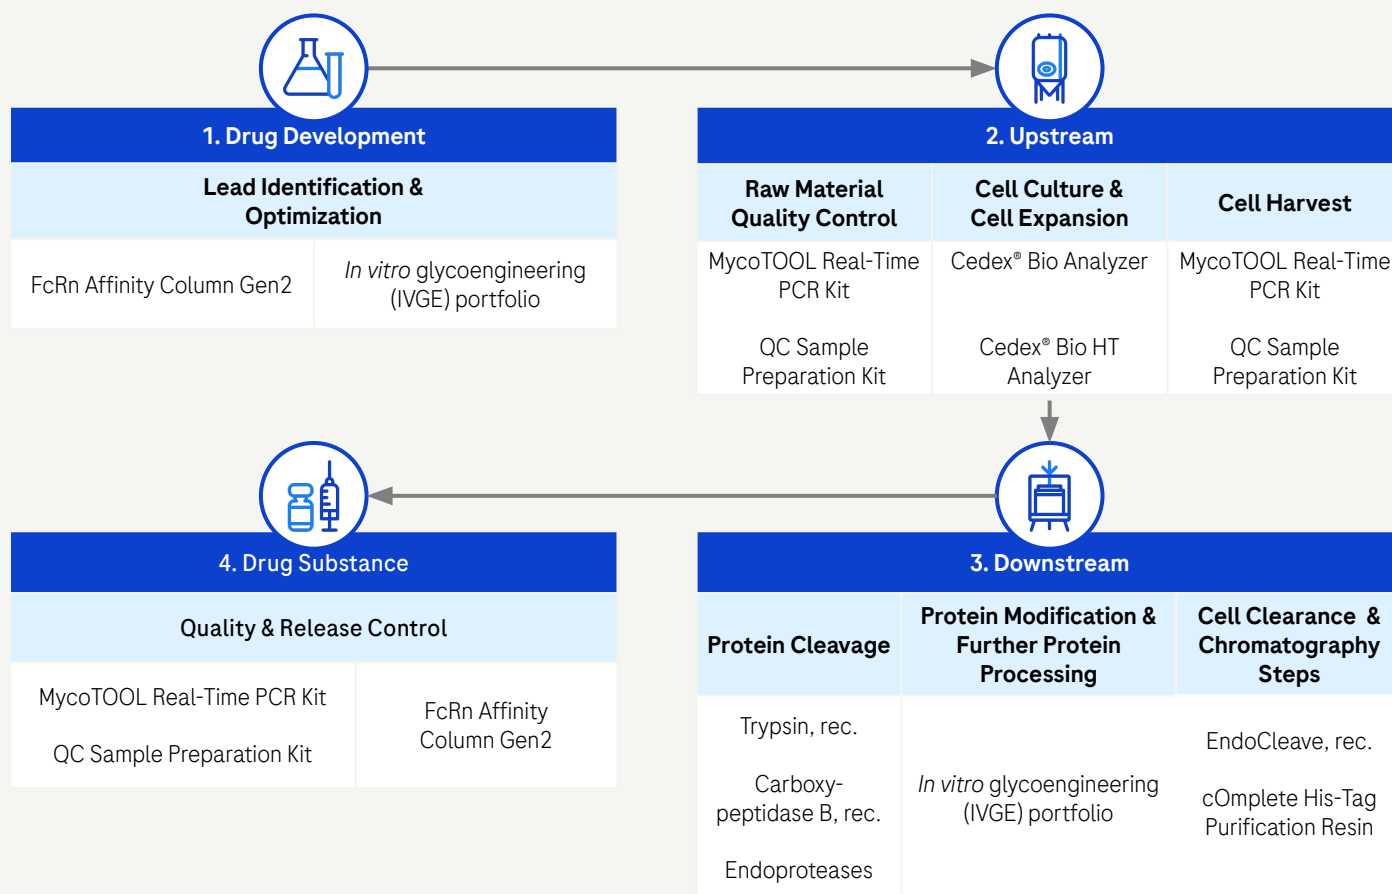 1. Drug Development
Lead Identification &
Optimization
FcRn Affinity Column Gen2
In vitro glycoengineering
(IVGE) portfolio
2. Upstream
Raw Material
Quality Control
MycoTOOL Real-Time
PCR Kit
QC Sample
Preparation Kit
Cell Culture &
Cell Expansion
Cedex® Bio Analyzer
Cedex® Bio HT
Analyzer
Cell Harvest
MycoTOOL Real-Time
PCR Kit
QC Sample
Preparation Kit
3. Downstream
Protein Cleavage
Trypsin, rec.
Carboxy-
peptidase B, rec.
Endoproteases
Protein Modification &
Further Protein
Processing
In vitro glycoengineering
(IVGE) portfolio
Cell Clearance &
Chromatography
Steps
EndoCleave, rec.
cOmplete His-Tag
Purification Resin
4. Drug Substance
Quality & Release Control
MycoTOOL Real-Time PCR Kit
QC Sample Preparation Kit
FcRn Affinity
Column Gen2